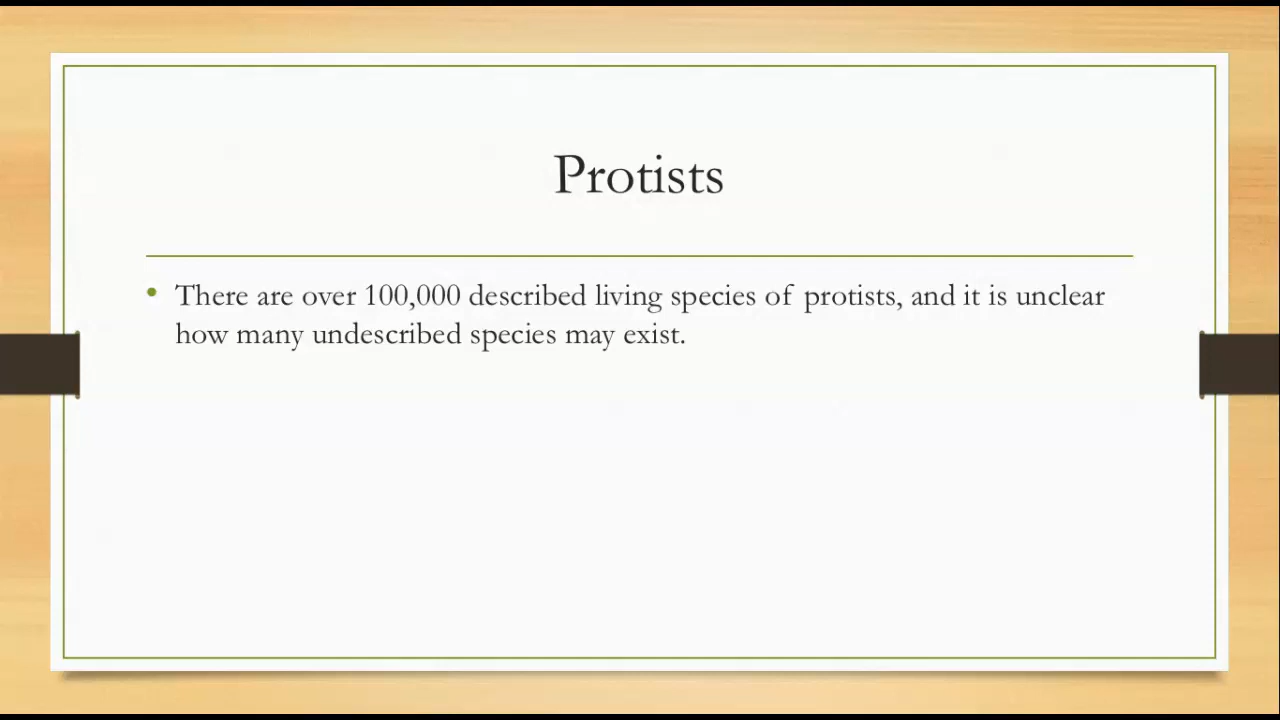 Protists
• There are over 100,000 described living species of protists, and it is unclear
how many undescribed species may exist.